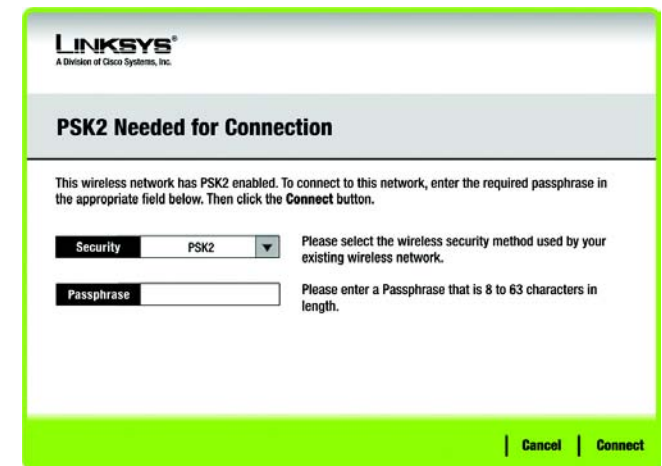 LINKSYS®
A Division of Cisco Systems, Inc.
PSK2 Needed for Connection
This wireless network has PSK2 enabled. To connect to this network, enter the required passphrase in
the appropriate field below. Then click the Connect button.
Security PSK2
Please select the wireless security method used by your
existing wireless network.
Passphrase
Please enter a Passphrase that is 8 to 63 characters in
length.
Cancel Connect